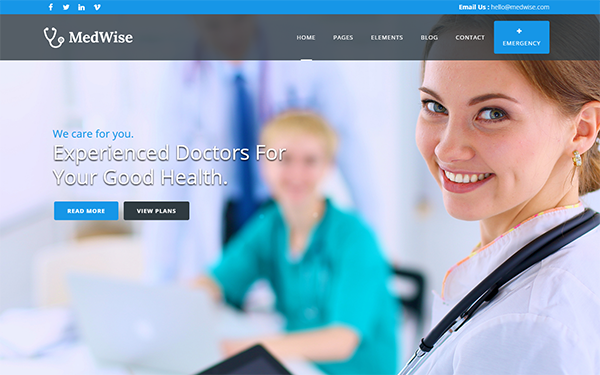 Email Us : hello@medwise.com
MedWise
HOME PAGES ELEMENTS BLOG CONTACT
EMERGENCY
We care for you.
Experienced Doctors For
Your Good Health.
READ MORE VIEW PLANS